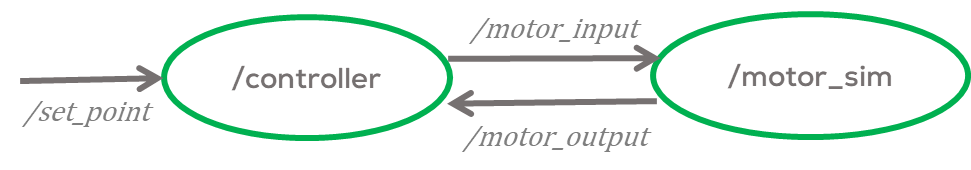 /motor_input
/controller
/motor_sim
/set_point
/motor_output